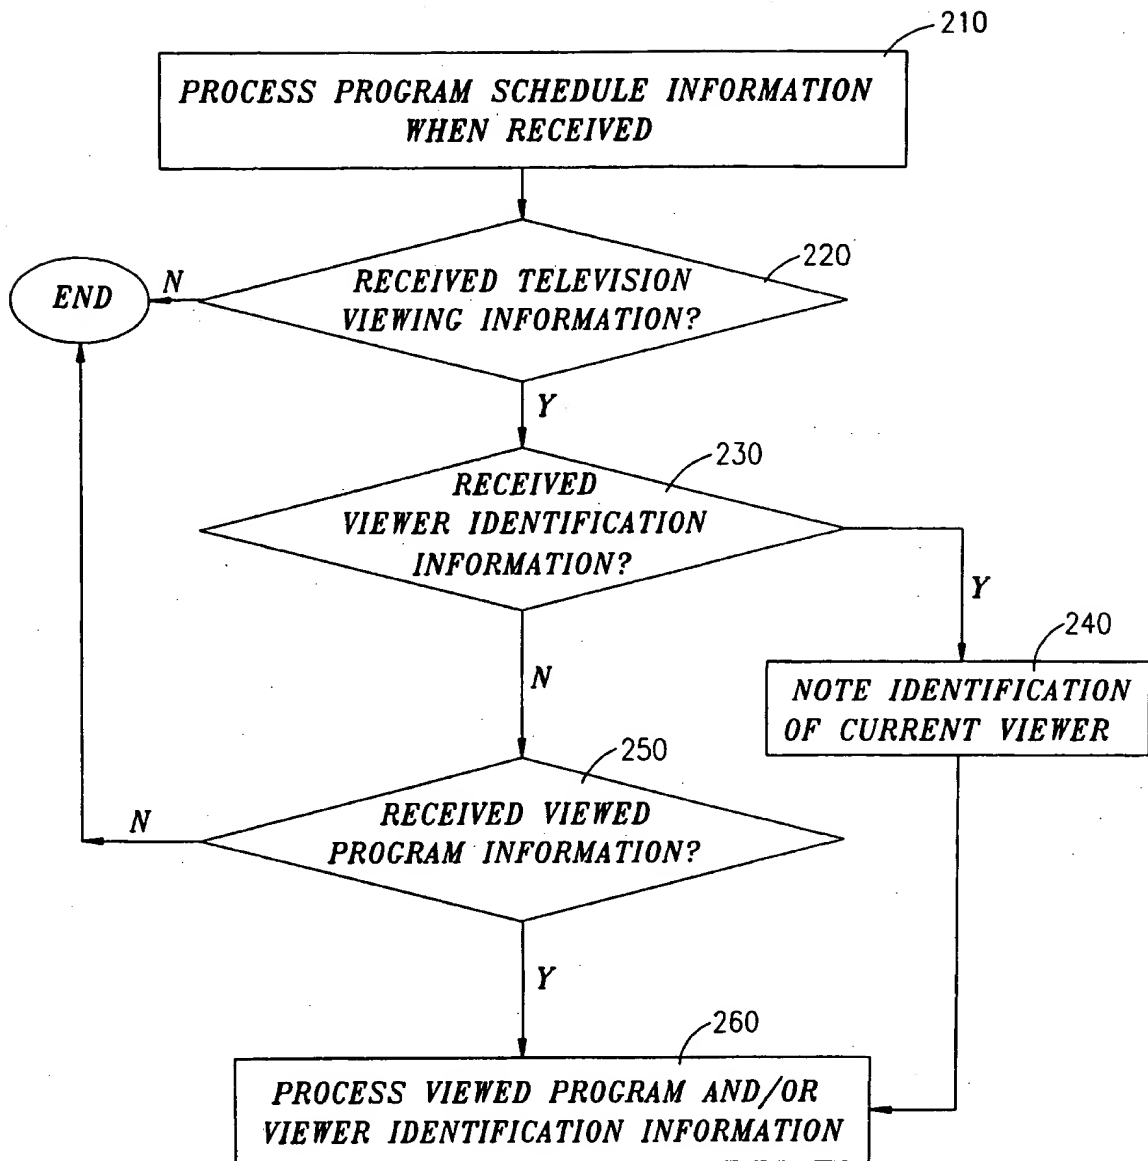 210
PROCESS PROGRAM SCHEDULE INFORMATION
WHEN RECEIVED
220
RECEIVED TELEVISION
VIEWING INFORMATION?
N
END
Y
230
RECEIVED
VIEWER IDENTIFICATION
INFORMATION?
Y
240
NOTE IDENTIFICATION
OF CURRENT VIEWER
N
250
RECEIVED VIEWED
PROGRAM INFORMATION?
N
Y
260
PROCESS VIEWED PROGRAM AND/OR
VIEWER IDENTIFICATION INFORMATION